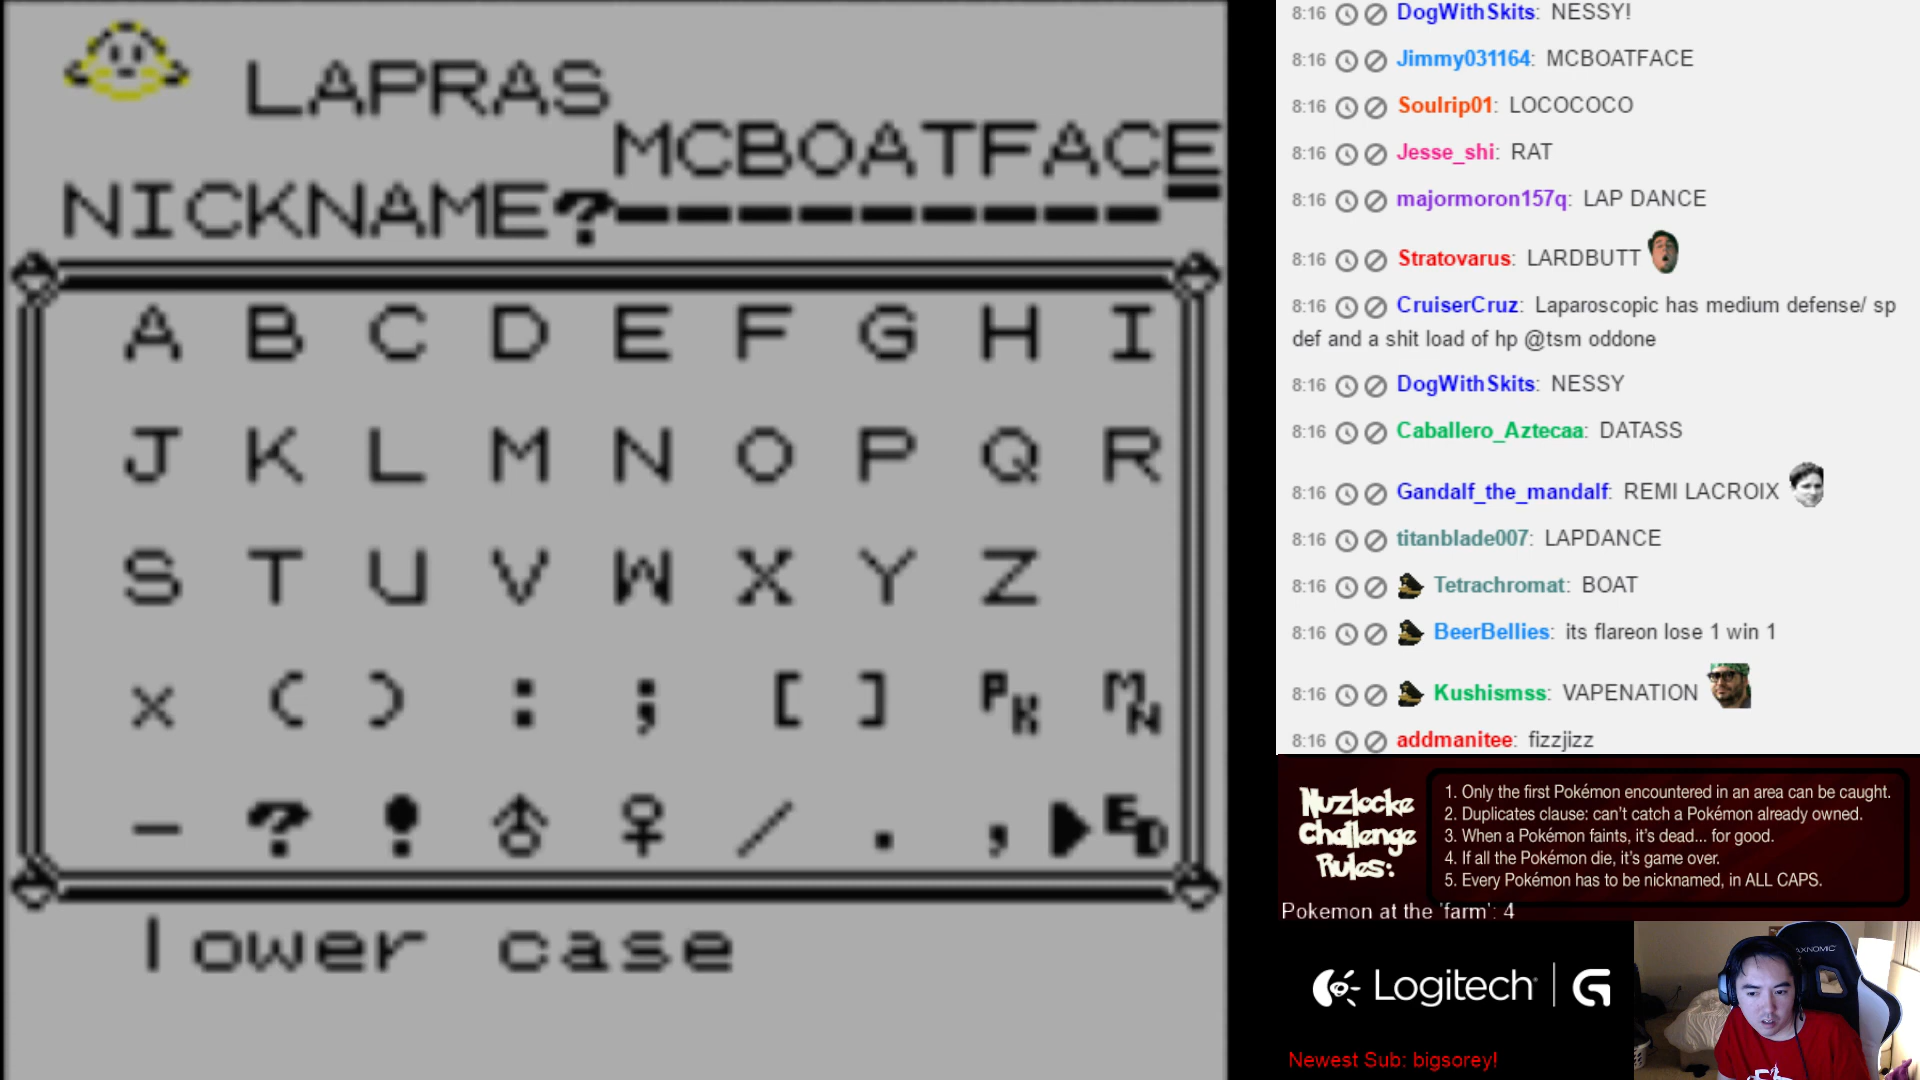 LAPRAS
MCBOATFACE
NICKNAME?
A B C D E F G H I
J K L M N O P Q R
S T U V W X Y Z
× ( ) : ; [ ] PK MN
- ? ! ♂ ♀ / . , ▶ED
lower case
8:16 DogWithSkits: NESSY!
8:16 Jimmy031164: MCBOATFACE
8:16 Soulrip01: LOCOCOCO
8:16 Jesse_shi: RAT
8:16 majormoron157q: LAP DANCE
8:16 Stratovarus: LARDBUTT
8:16 CruiserCruz: Laparoscopic has medium defense/ sp
def and a shit load of hp @tsm oddone
8:16 DogWithSkits: NESSY
8:16 Caballero_Aztecaa: DATASS
8:16 Gandalf_the_mandalf: REMI LACROIX
8:16 titanblade007: LAPDANCE
8:16 Tetrachromat: BOAT
8:16 BeerBellies: its flareon lose 1 win 1
8:16 Kushismss: VAPENATION
8:16 addmanitee: fizzjizz
Nuzlocke
Challenge
Rules:
1. Only the first Pokémon encountered in an area can be caught.
2. Duplicates clause: can't catch a Pokémon already owned.
3. When a Pokémon faints, it's dead... for good.
4. If all the Pokémon die, it's game over.
5. Every Pokémon has to be nicknamed, in ALL CAPS.
Pokemon at the 'farm': 4
Logitech | G
AXNOMIC
Newest Sub: bigsorey!